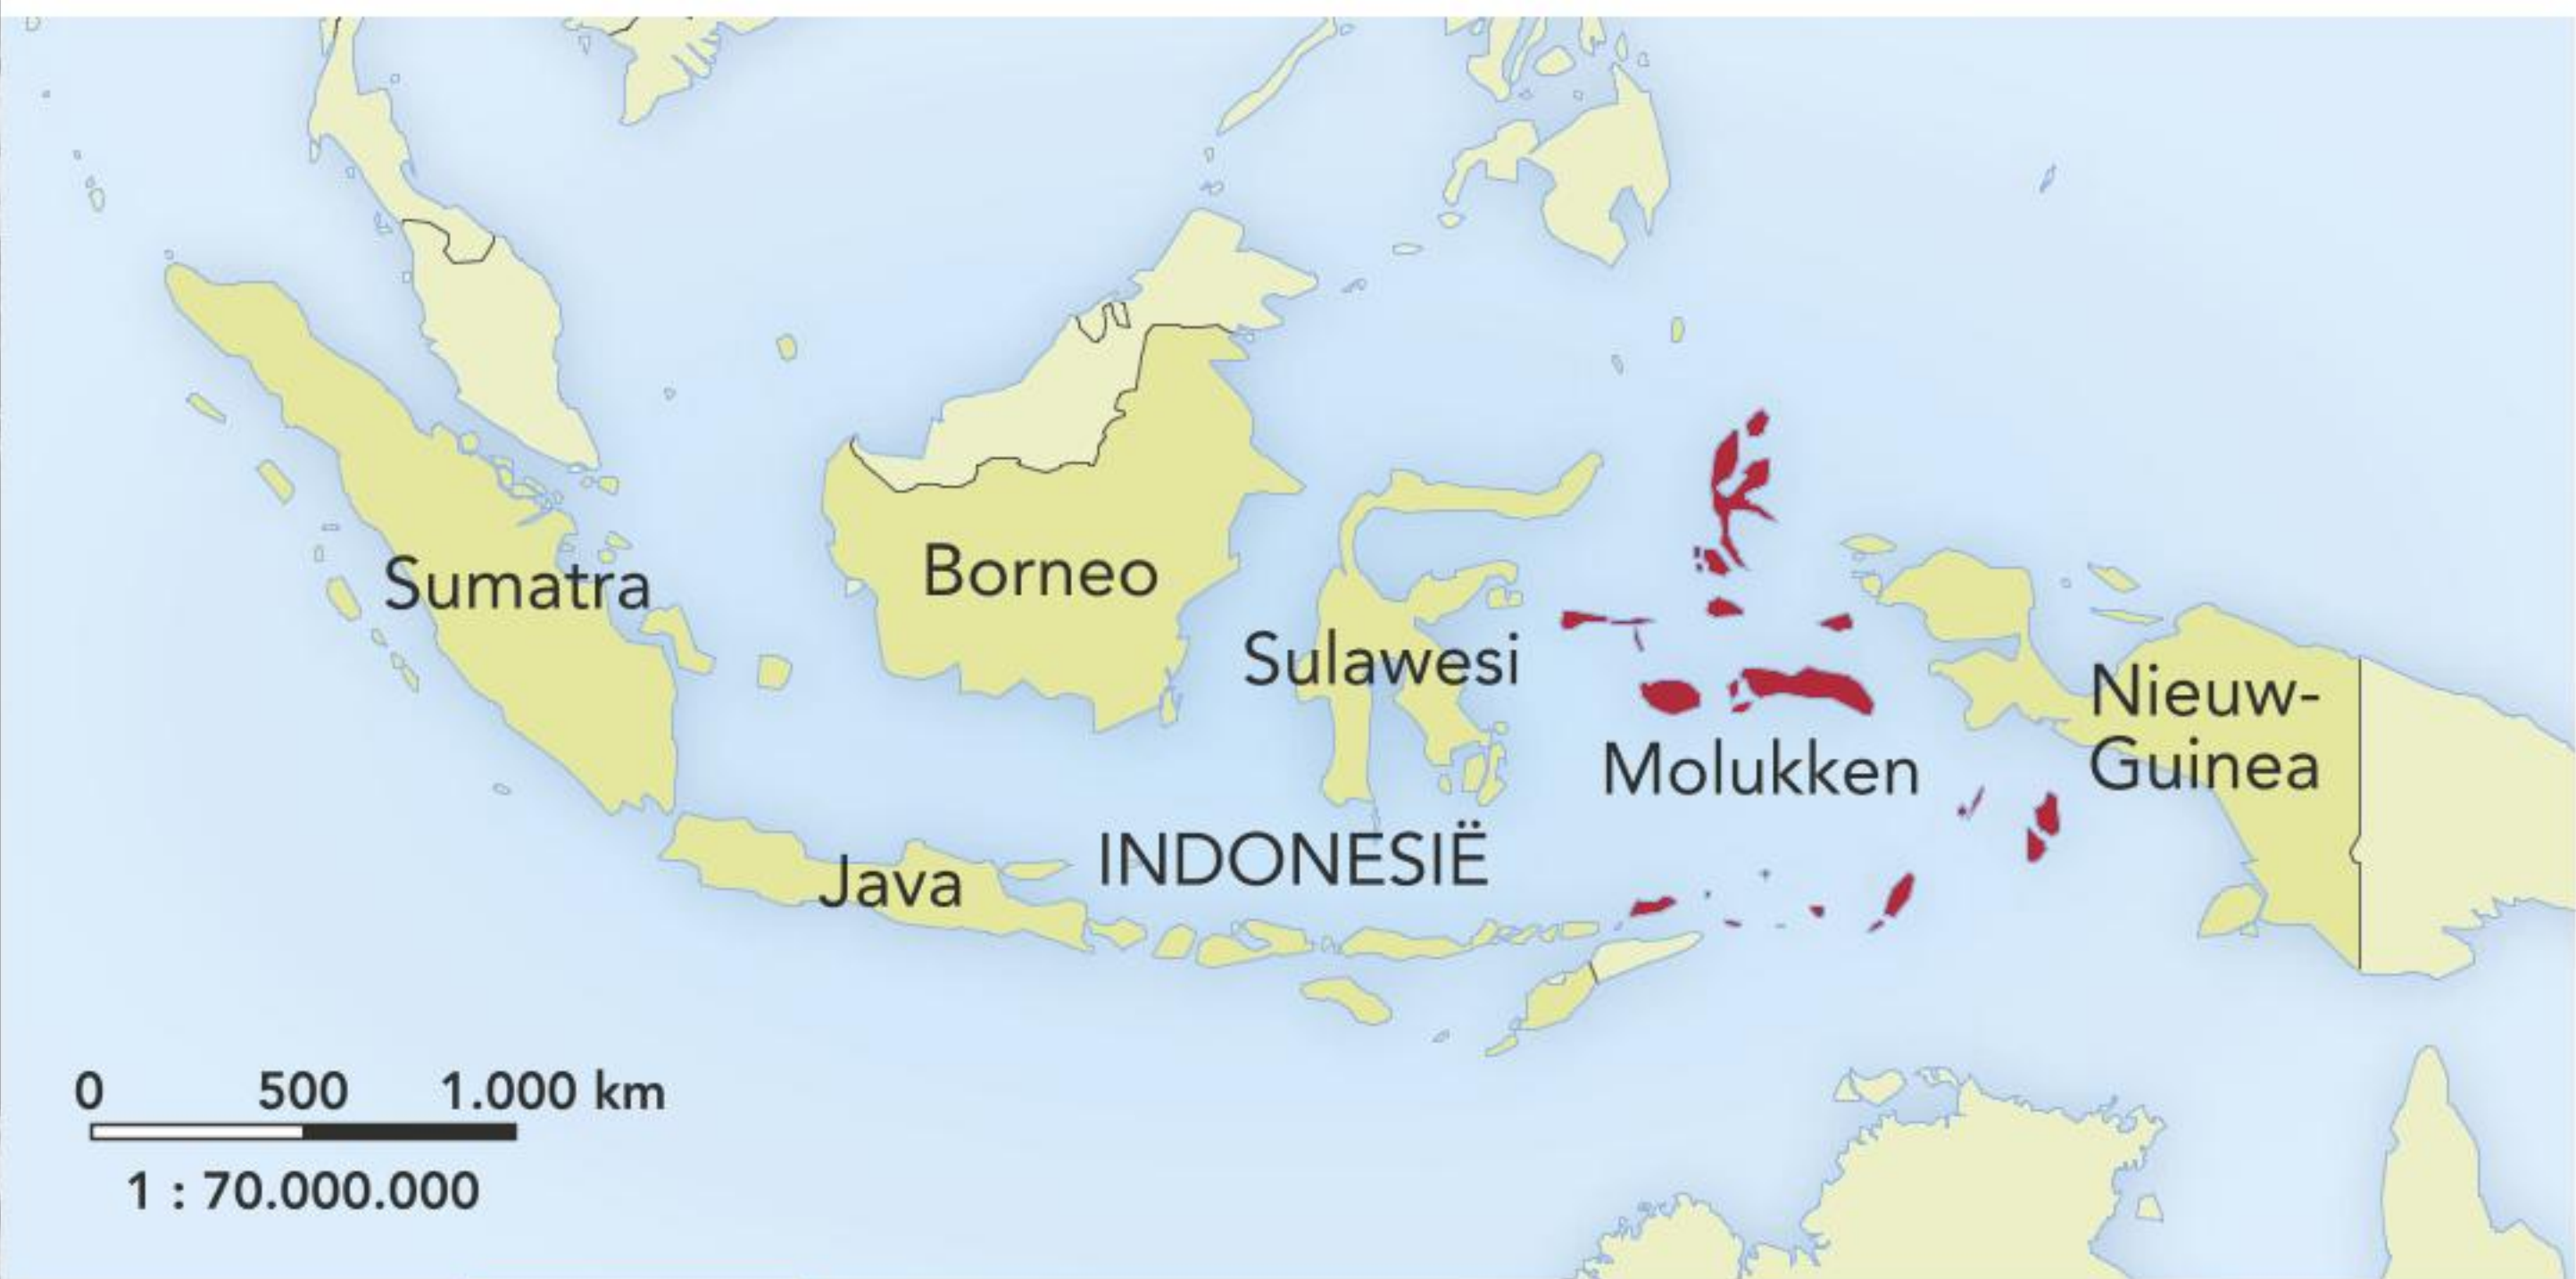 Sumatra
Borneo
Sulawesi
Molukken
Nieuw-
Guinea
Java
INDONESIË
0 500 1.000 km
1 : 70.000.000